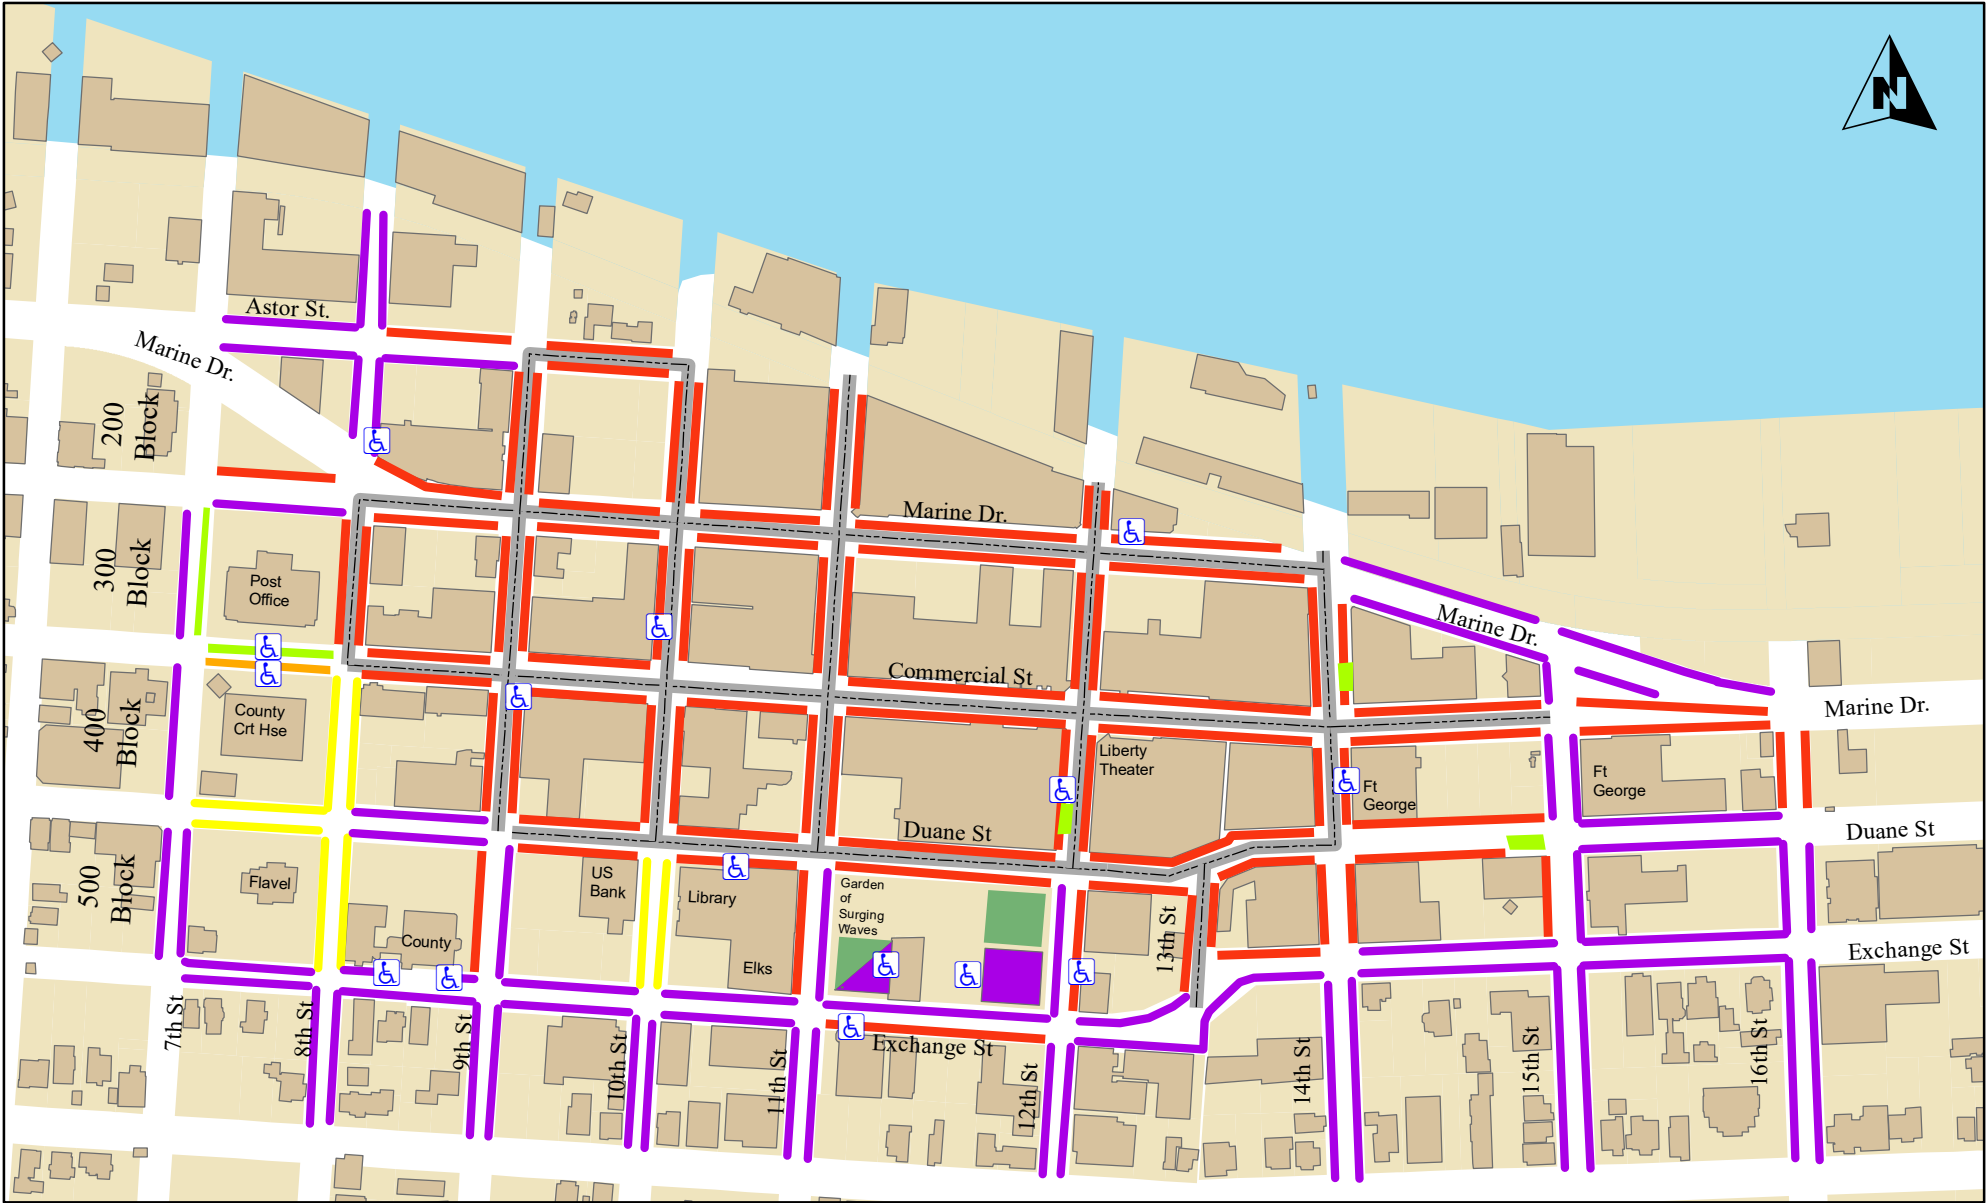 N
Astor St.
Marine Dr.
200
Block
Marine Dr.
300
Block
Post
Office
Marine Dr.
Commercial St
400
Block
County
Crt Hse
Marine Dr.
Liberty
Theater
Ft
George
Ft
George
Duane St
Duane St
500
Block
Flavel
US
Bank
Library
Garden
of
Surging
Waves
County
Elks
13th St
Exchange St
Exchange St
7th St
8th St
9th St
10th St
11th St
12th St
14th St
15th St
16th St